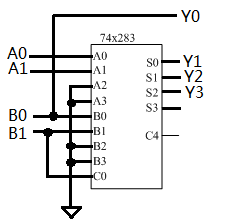 Y0
74x283
A0 A0 S0 Y1
A1 A1 S1 Y2
A2 S2 Y3
A3 S3
B0 B0
B1 B1 C4
B2
B3
C0